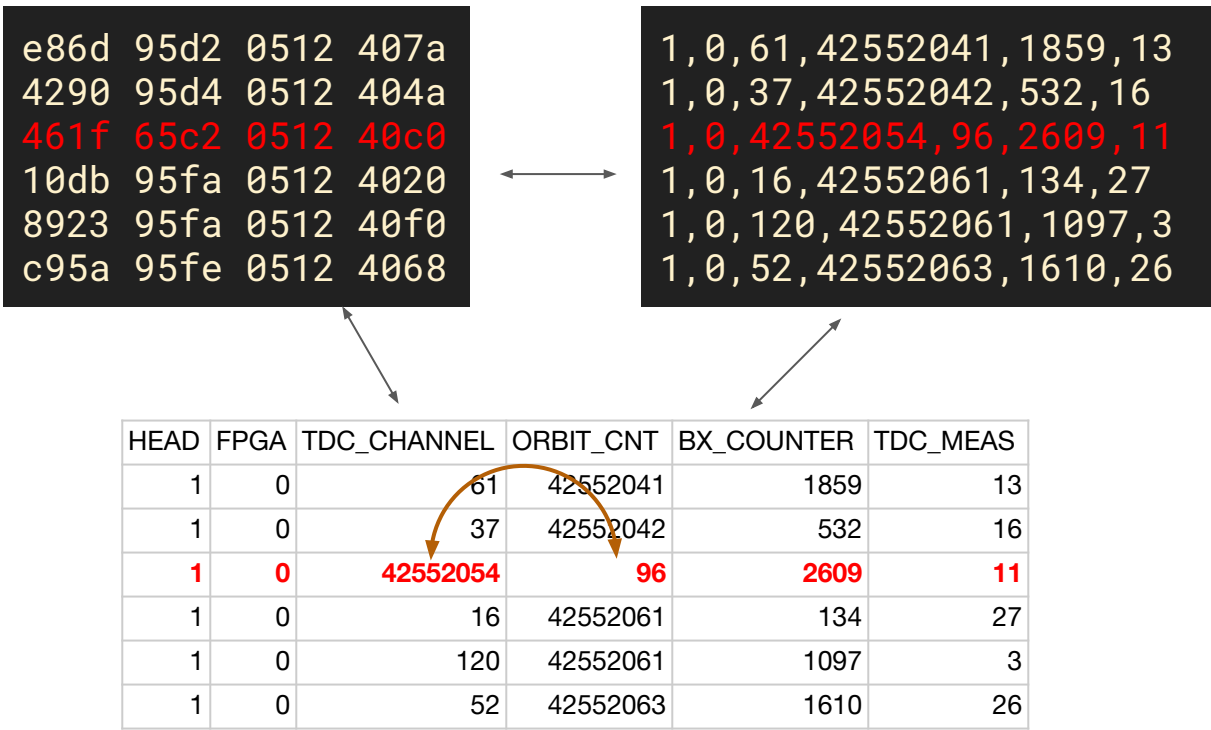 e86d 95d2 0512 407a
4290 95d4 0512 404a
461f 65c2 0512 40c0
10db 95fa 0512 4020
8923 95fa 0512 40f0
c95a 95fe 0512 4068
1,0,61,42552041,1859,13
1,0,37,42552042,532,16
1,0,42552054,96,2609,11
1,0,16,42552061,134,27
1,0,120,42552061,1097,3
1,0,52,42552063,1610,26
HEAD FPGA TDC_CHANNEL ORBIT_CNT BX_COUNTER TDC_MEAS
1 0 61 42552041 1859 13
1 0 37 42552042 532 16
1 0 42552054 96 2609 11
1 0 16 42552061 134 27
1 0 120 42552061 1097 3
1 0 52 42552063 1610 26